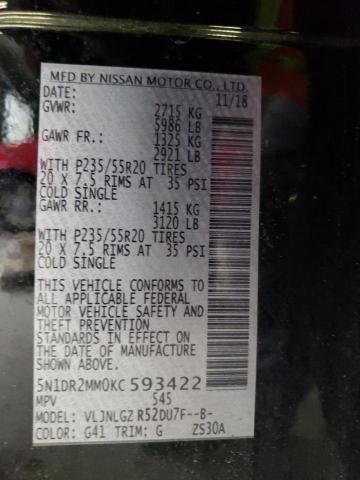 MFD BY NISSAN MOTOR CO., LTD.
DATE: 11/18
GVWR: 2715 KG
5986 LB
GAWR FR.: 1325 KG
2921 LB
WITH P235/55R20 TIRES
20 X 7.5 RIMS AT 35 PSI
COLD SINGLE
GAWR RR.: 1415 KG
3120 LB
WITH P235/55R20 TIRES
20 X 7.5 RIMS AT 35 PSI
COLD SINGLE
THIS VEHICLE CONFORMS TO
ALL APPLICABLE FEDERAL
MOTOR VEHICLE SAFETY AND
THEFT PREVENTION
STANDARDS IN EFFECT ON
THE DATE OF MANUFACTURE
SHOWN ABOVE.
5N1DR2MM0KC593422
MPV 545
MODEL: VLJNLGZ R52DU7F--B-
COLOR: G41 TRIM: G ZS30A